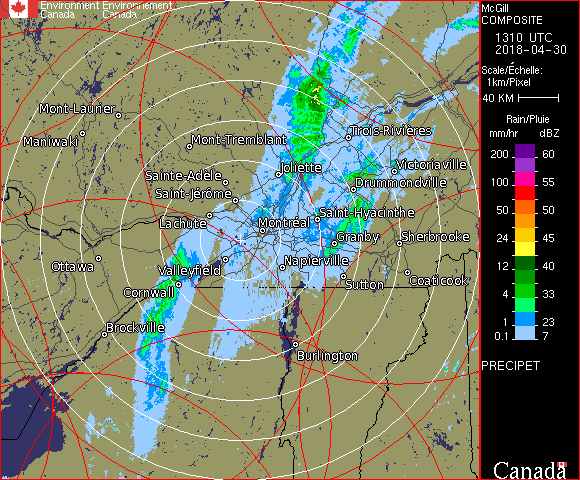 Environment Environnement
Canada Canada
McGill
COMPOSITE
1310 UTC
2018-04-30
Scale/Échelle:
1km/Pixel
40 KM
Rain/Pluie
mm/hr dBZ
200 60
150 55
100 55
50 50
24 45
12 40
4 33
1 23
0.1 7
PRECIPET
Canada
Mont-Laurier
Maniwaki
Trois-Rivières
Mont-Tremblant
Joliette
Victoriaville
Sainte-Adèle
Drummondville
Saint-Jérôme
Saint-Hyacinthe
Lachute
Montréal
Granby
Sherbrooke
Ottawa
Valleyfield
Napierville
Sutton
Coaticook
Cornwall
Brockville
Burlington